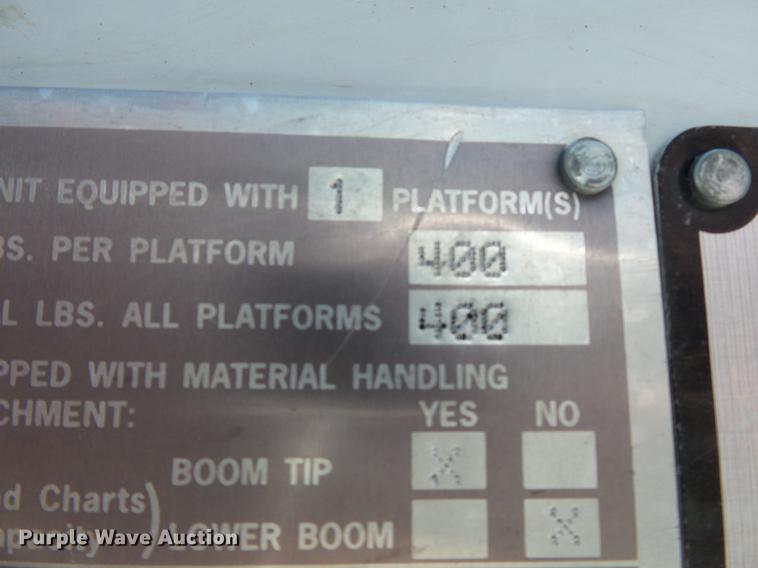 NIT EQUIPPED WITH 1 PLATFORM(S)
BS. PER PLATFORM 400
L LBS. ALL PLATFORMS 400
PPED WITH MATERIAL HANDLING
CHMENT: YES NO
BOOM TIP X
d Charts)
LOWER BOOM X
Purple Wave Auction